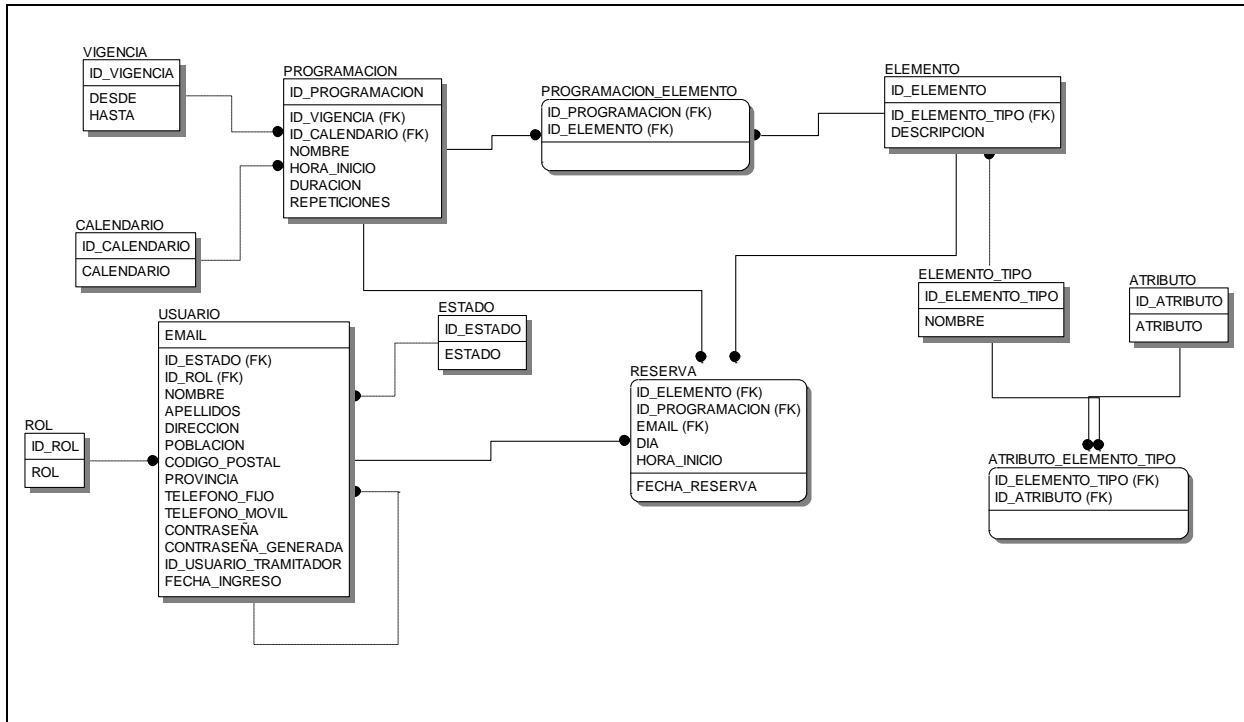 VIGENCIA
ID_VIGENCIA
DESDE
HASTA
PROGRAMACION
ID_PROGRAMACION
ID_VIGENCIA (FK)
ID_CALENDARIO (FK)
NOMBRE
HORA_INICIO
DURACION
REPETICIONES
PROGRAMACION_ELEMENTO
ID_PROGRAMACION (FK)
ID_ELEMENTO (FK)
ELEMENTO
ID_ELEMENTO
ID_ELEMENTO_TIPO (FK)
DESCRIPCION
CALENDARIO
ID_CALENDARIO
CALENDARIO
ELEMENTO_TIPO
ID_ELEMENTO_TIPO
NOMBRE
ATRIBUTO
ID_ATRIBUTO
ATRIBUTO
USUARIO
EMAIL
ID_ESTADO (FK)
ID_ROL (FK)
NOMBRE
APELLIDOS
DIRECCION
POBLACION
CODIGO_POSTAL
PROVINCIA
TELEFONO_FIJO
TELEFONO_MOVIL
CONTRASEÑA
CONTRASEÑA_GENERADA
ID_USUARIO_TRAMITADOR
FECHA_INGRESO
ESTADO
ID_ESTADO
ESTADO
RESERVA
ID_ELEMENTO (FK)
ID_PROGRAMACION (FK)
EMAIL (FK)
DIA
HORA_INICIO
FECHA_RESERVA
ROL
ID_ROL
ROL
ATRIBUTO_ELEMENTO_TIPO
ID_ELEMENTO_TIPO (FK)
ID_ATRIBUTO (FK)